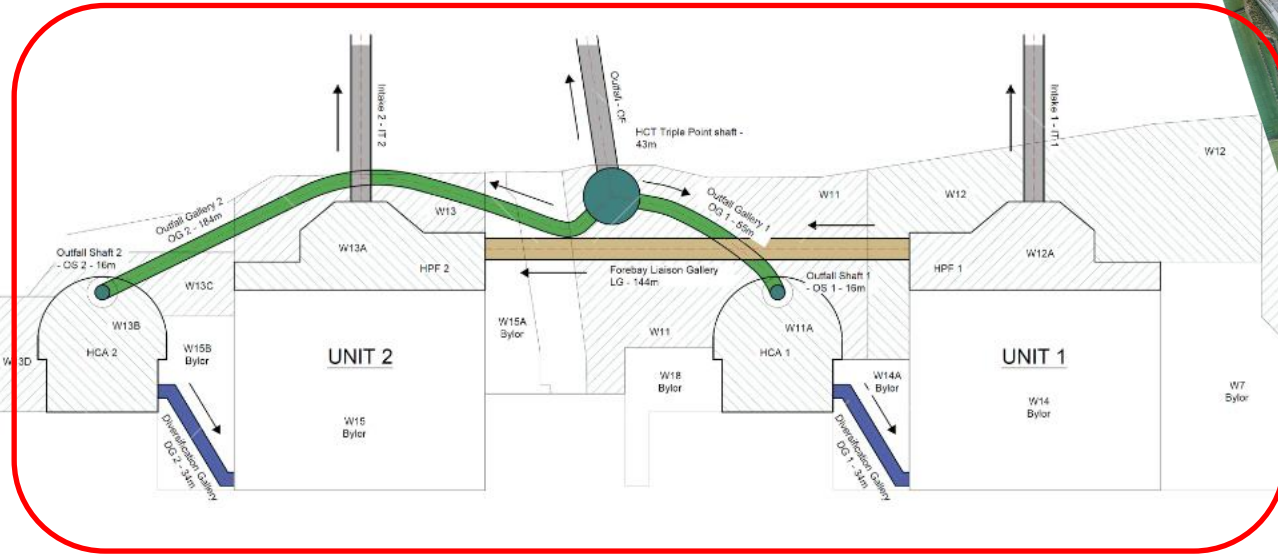 Intake 2 - IT 2
Outfall - OF
HCT Triple Point shaft -
43m
Intake 1 - IT 1
W12
W11
W12
Outfall Gallery 1
OG 1 - 55m
Outfall Gallery 2
OG 2 - 184m
W13
W13A
HPF 2
Forebay Liaison Gallery
LG - 144m
W12A
HPF 1
Outfall Shaft 2
- OS 2 - 16m
Outfall Shaft 1
- OS 1 - 16m
W13C
W13B
HCA 2
W13D
W15B
Bylor
UNIT 2
W15
Bylor
W15A
Bylor
W11
W18
Bylor
W11A
HCA 1
W14A
Bylor
UNIT 1
W14
Bylor
W7
Bylor
Diversification Gallery
DG 2 - 34m
Diversification Gallery
DG 1 - 34m